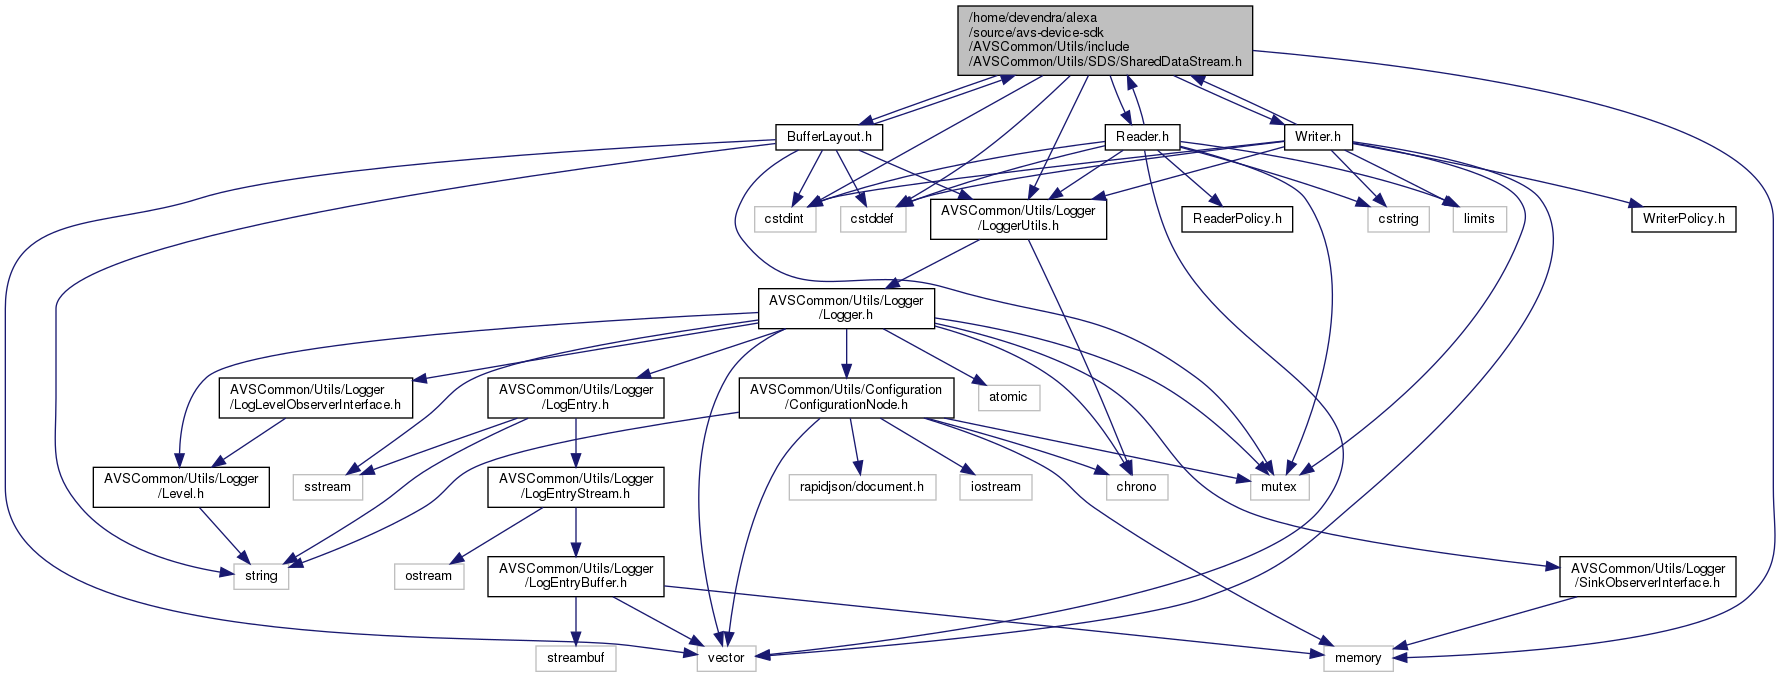 /home/devendra/alexa
/source/avs-device-sdk
/AVSCommon/Utils/include
/AVSCommon/Utils/SDS/SharedDataStream.h
BufferLayout.h
Reader.h
Writer.h
cstdint
cstddef
AVSCommon/Utils/Logger
/LoggerUtils.h
ReaderPolicy.h
cstring
limits
WriterPolicy.h
AVSCommon/Utils/Logger
/Logger.h
AVSCommon/Utils/Logger
/LogLevelObserverInterface.h
AVSCommon/Utils/Logger
/LogEntry.h
AVSCommon/Utils/Configuration
/ConfigurationNode.h
atomic
AVSCommon/Utils/Logger
/Level.h
sstream
AVSCommon/Utils/Logger
/LogEntryStream.h
rapidjson/document.h
iostream
chrono
mutex
string
ostream
AVSCommon/Utils/Logger
/LogEntryBuffer.h
AVSCommon/Utils/Logger
/SinkObserverInterface.h
streambuf
vector
memory